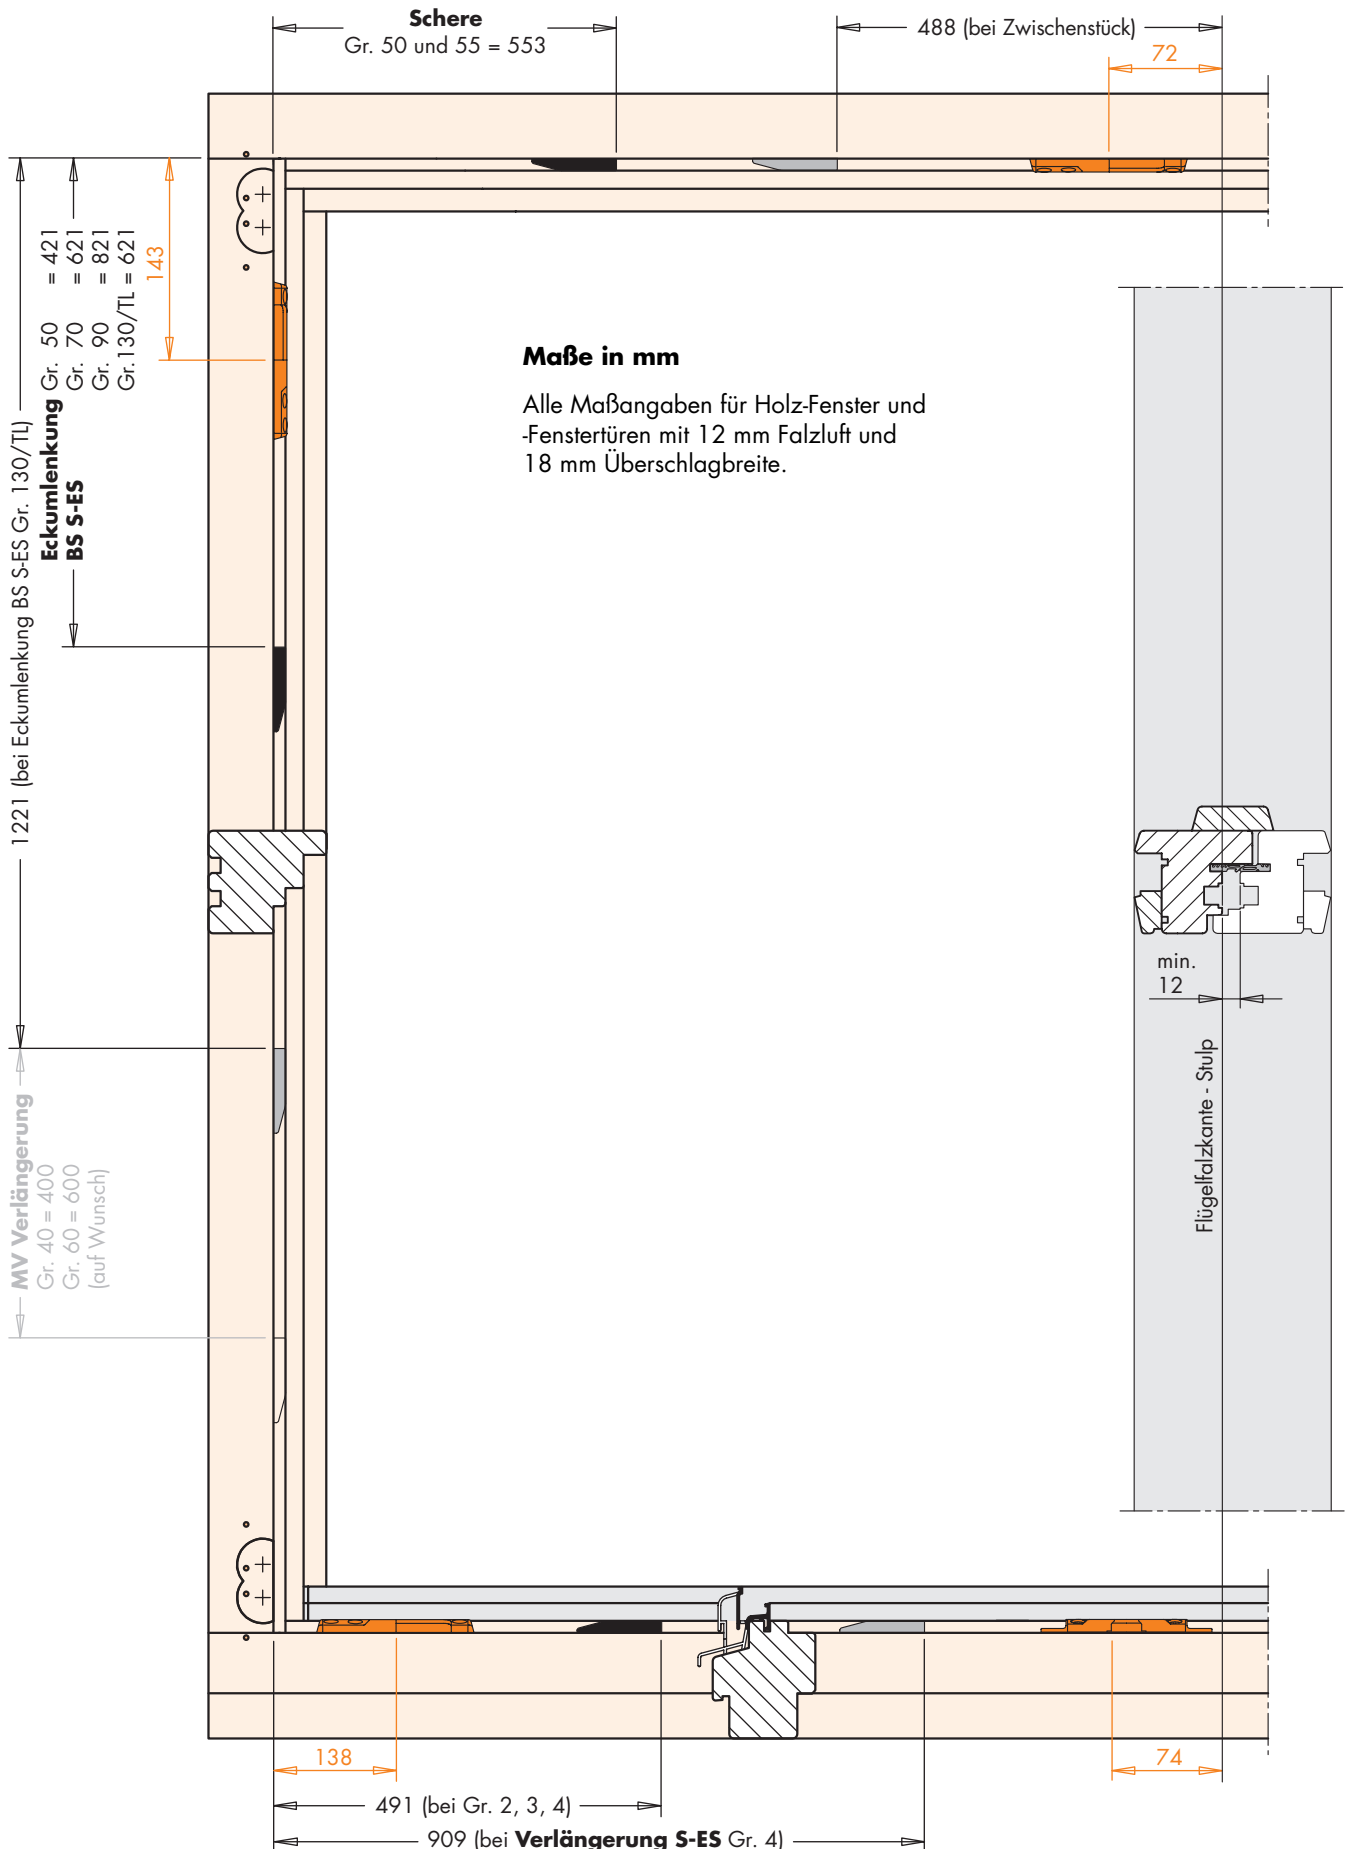 Schere
Gr. 50 und 55 = 553
488 (bei Zwischenstück)
72
1221 (bei Eckumlenkung BS S-ES Gr. 130/TL)
Eckumlenkung
BS S-ES
Gr. 50 = 421
Gr. 70 = 621
Gr. 90 = 821
Gr.130/TL = 621
143
Maße in mm
Alle Maßangaben für Holz-Fenster und
-Fenstertüren mit 12 mm Falzluft und
18 mm Überschlagbreite.
min.
12
Flügelfalzkante - Stulp
MV Verlängerung
Gr. 40 = 400
Gr. 60 = 600
(auf Wunsch)
138
74
491 (bei Gr. 2, 3, 4)
909 (bei Verlängerung S-ES Gr. 4)